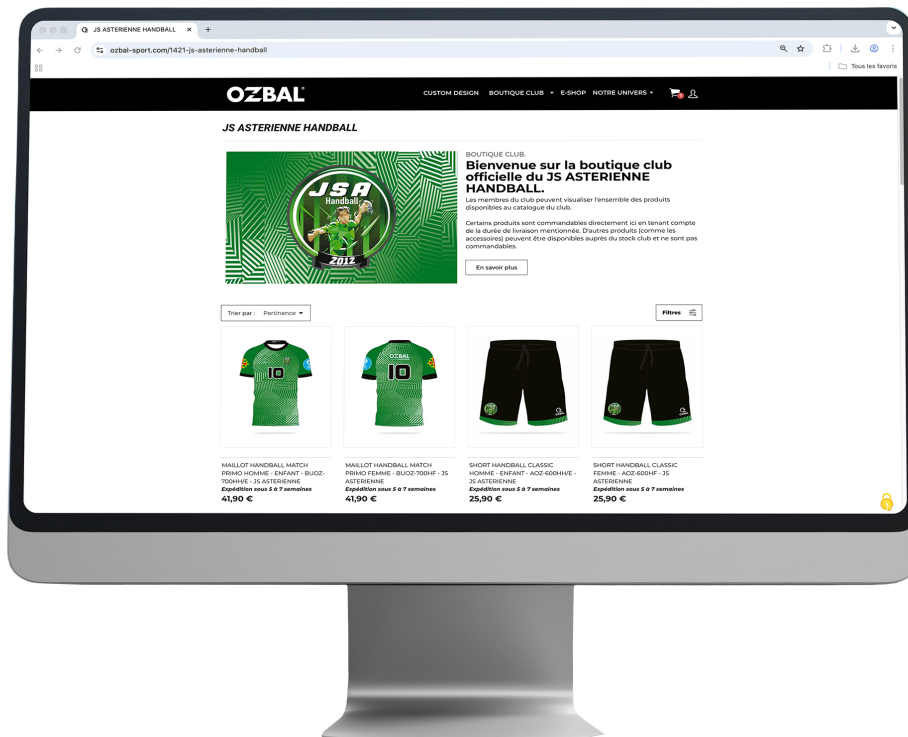 JS ASTERIENNE HANDBALL
ozbal-sport.com/1421-js-asterienne-handball
Tous les favoris
OZBAL
CUSTOM DESIGN BOUTIQUE CLUB E-SHOP NOTRE UNIVERS
JS ASTERIENNE HANDBALL
JSA
Handball
2012
BOUTIQUE CLUB.
Bienvenue sur la boutique club
officielle du JS ASTERIENNE
HANDBALL.
Les membres du club peuvent visualiser l'ensemble des produits
disponibles au catalogue du club.
Certains produits sont commandables directement ici en tenant compte
de la durée de livraison mentionnée. D'autres produits (comme les
accessoires) peuvent être disponibles auprès du stock club et ne sont pas
commandables.
En savoir plus
Trier par : Pertinence
Filtres
10
OZBAL
10
MAILLOT HANDBALL MATCH
PRIMO HOMME - ENFANT - BUOZ-
700HH/E - JS ASTERIENNE
Expédition sous 5 à 7 semaines
41,90 €
MAILLOT HANDBALL MATCH
PRIMO FEMME - BUOZ-700HF - JS
ASTERIENNE
Expédition sous 5 à 7 semaines
41,90 €
SHORT HANDBALL CLASSIC
HOMME - ENFANT - AOZ-600HH/E -
JS ASTERIENNE
Expédition sous 5 à 7 semaines
25,90 €
SHORT HANDBALL CLASSIC
FEMME - AOZ-600HF - JS
ASTERIENNE
Expédition sous 5 à 7 semaines
25,90 €